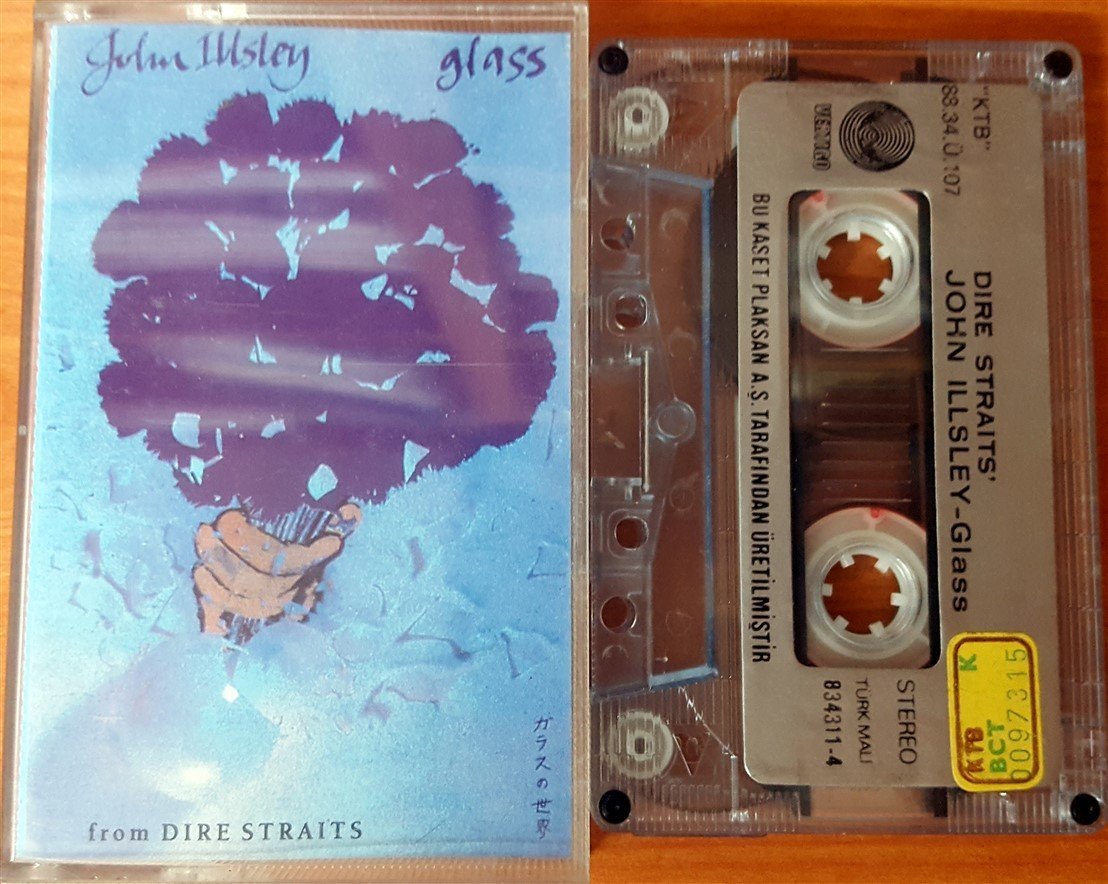 John Illsley
glass
ガラスの世界
from DIRE STRAITS
"KTB"
88.34.Ü.107
VERTIGO
DIRE STRAITS'
JOHN ILLSLEY-Glass
BU KASET PLAKSAN A.Ş. TARAFINDAN ÜRETİLMİŞTİR
STEREO
TÜRK MALI
834311-4
K
BCT
KTB
097315